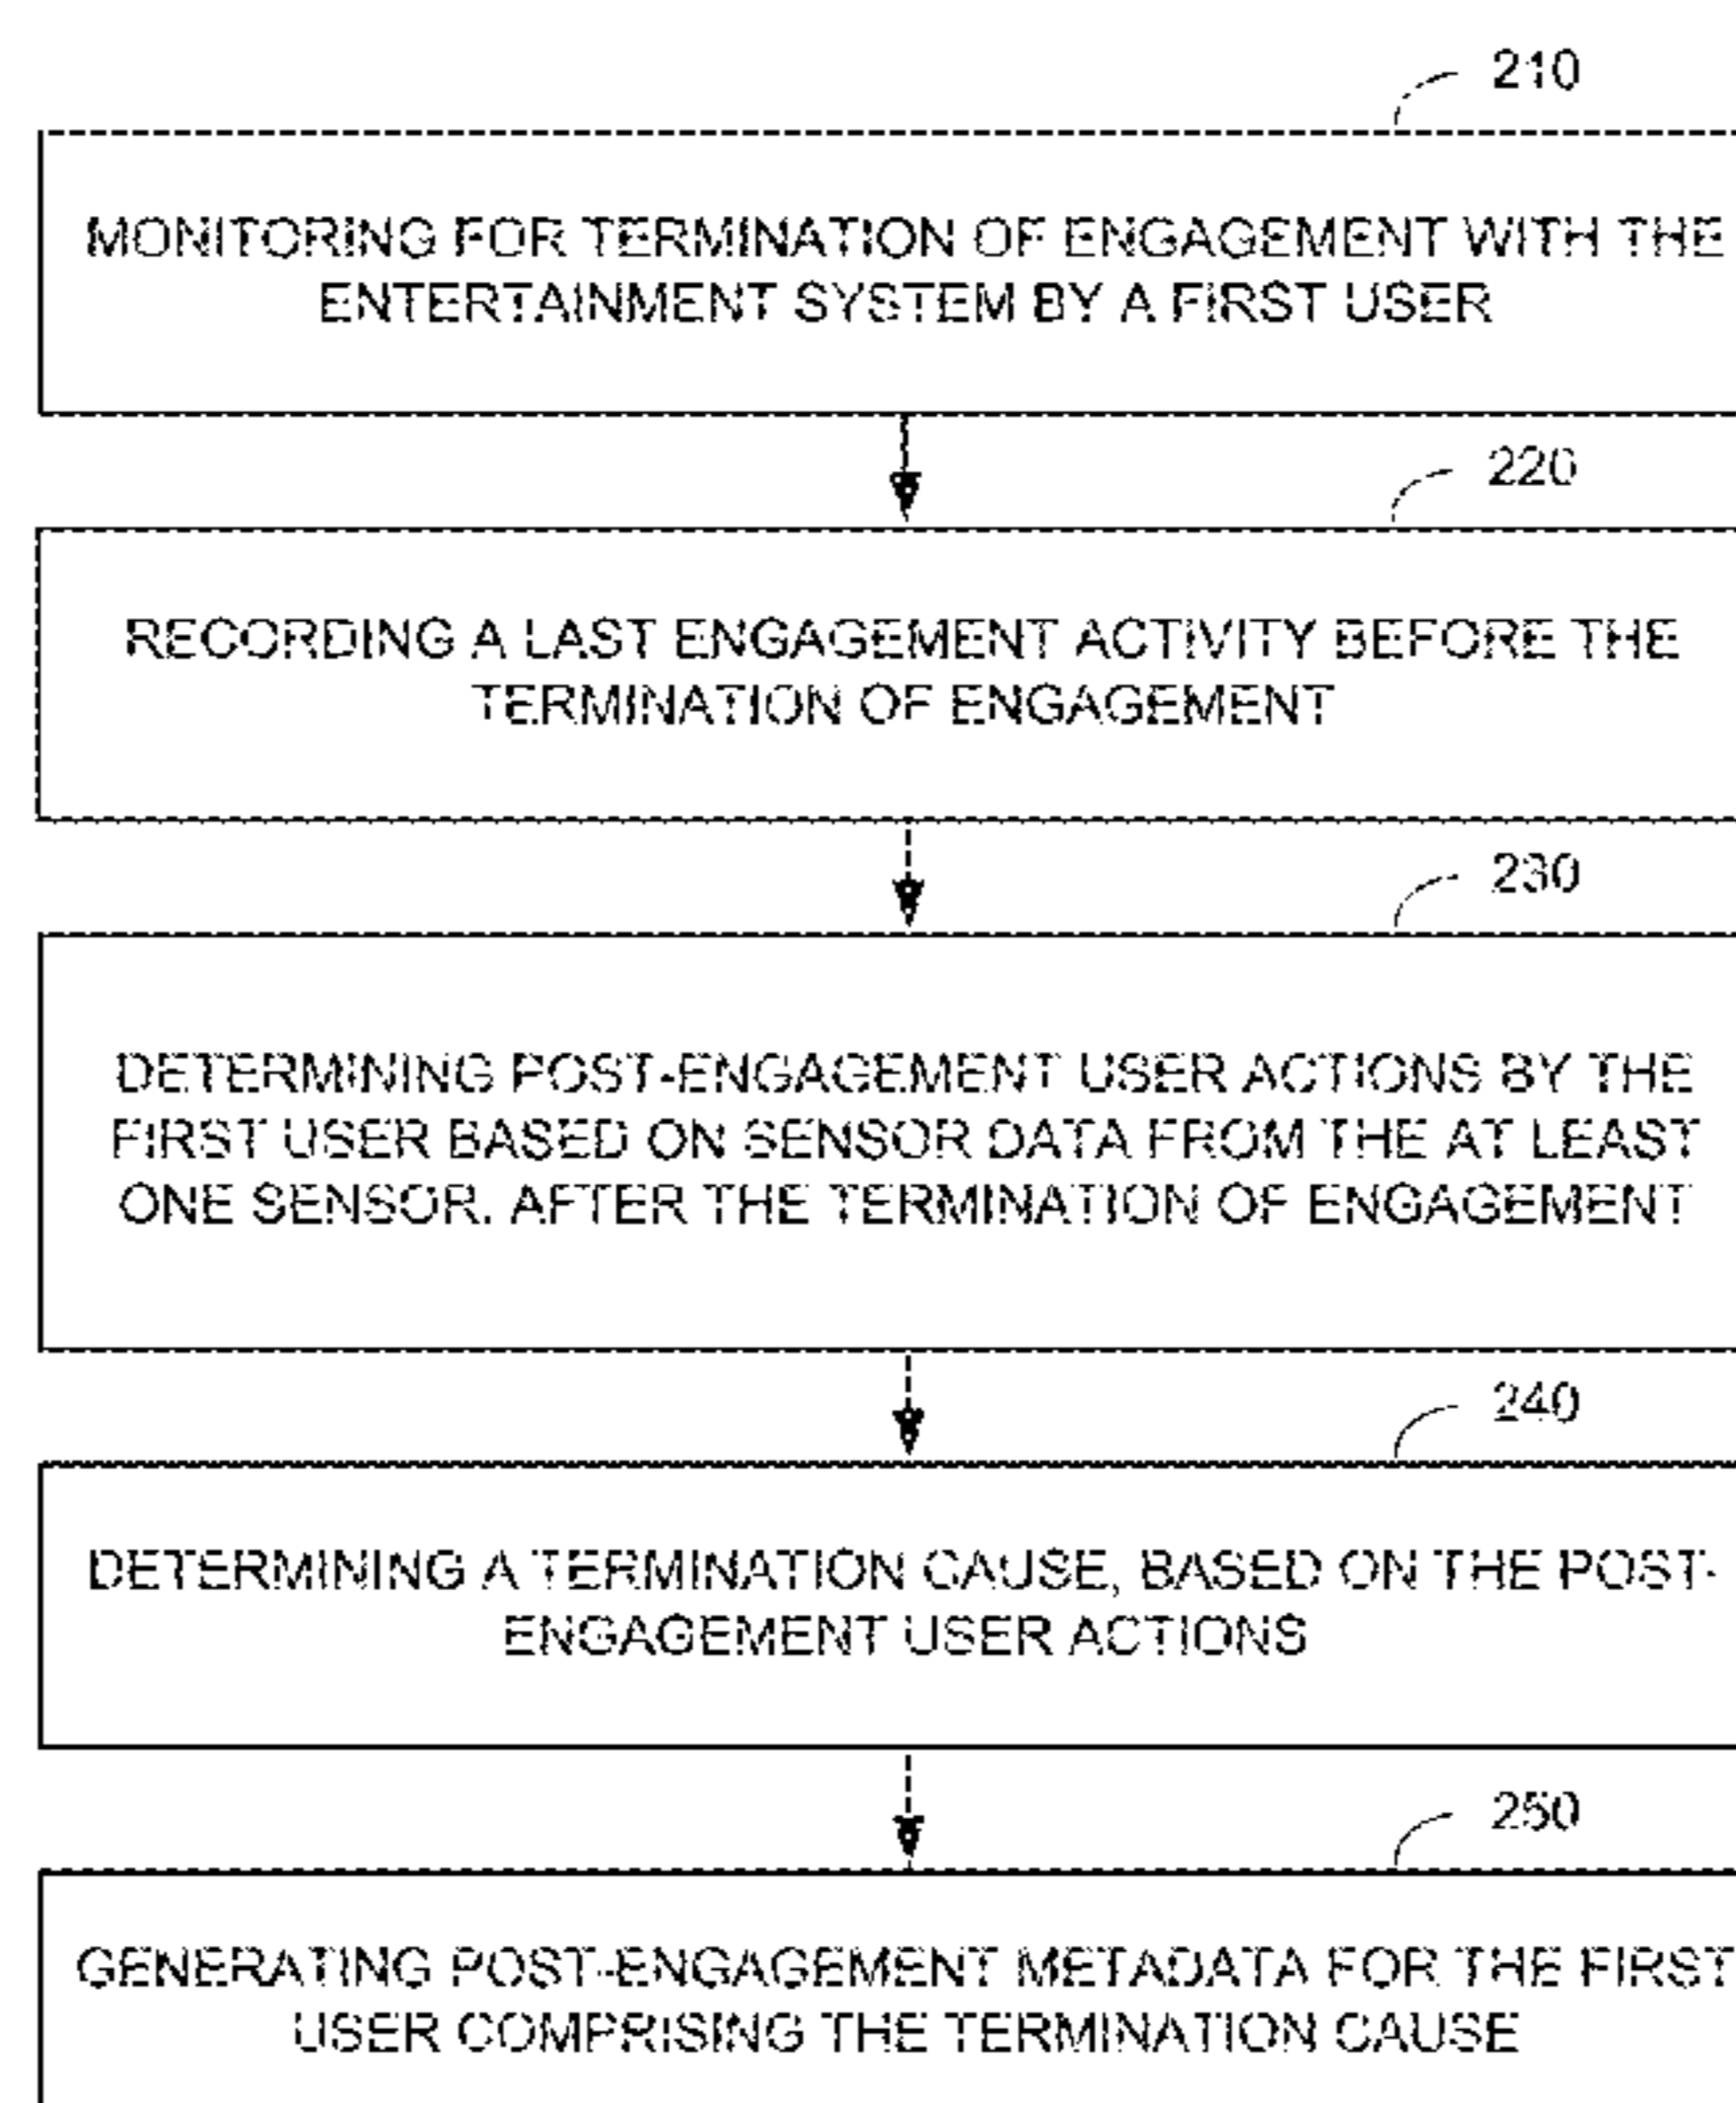 210
MONITORING FOR TERMINATION OF ENGAGEMENT WITH THE
ENTERTAINMENT SYSTEM BY A FIRST USER
220
RECORDING A LAST ENGAGEMENT ACTIVITY BEFORE THE
TERMINATION OF ENGAGEMENT
230
DETERMINING POST-ENGAGEMENT USER ACTIONS BY THE
FIRST USER BASED ON SENSOR DATA FROM THE AT LEAST
ONE SENSOR. AFTER THE TERMINATION OF ENGAGEMENT
240
DETERMINING A TERMINATION CAUSE, BASED ON THE POST-
ENGAGEMENT USER ACTIONS
250
GENERATING POST-ENGAGEMENT METADATA FOR THE FIRST
USER COMPRISING THE TERMINATION CAUSE